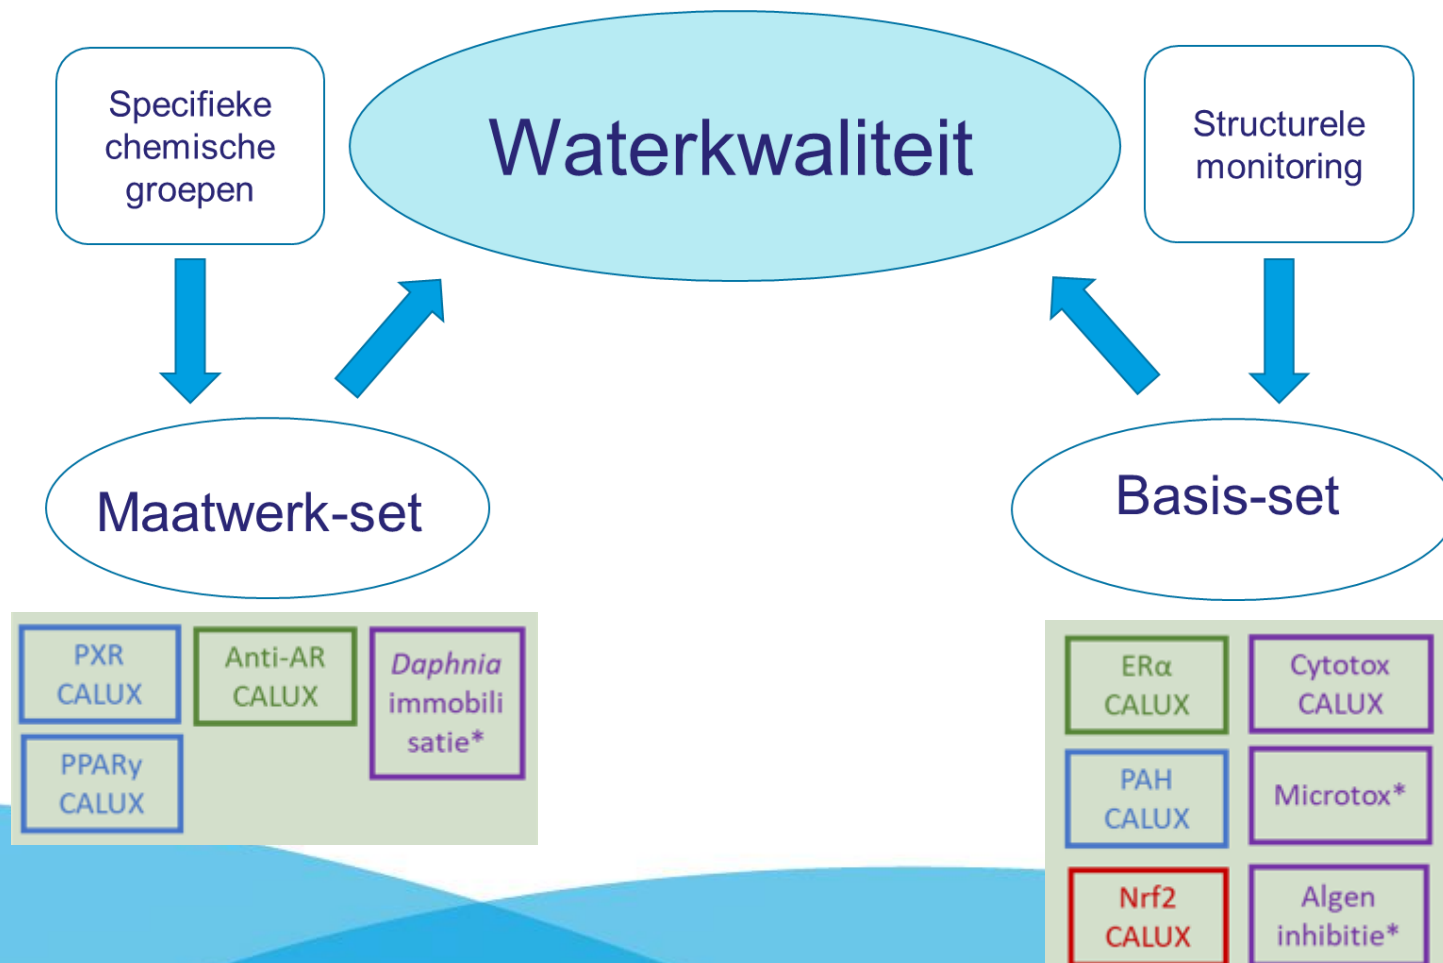 Specifieke
chemische
groepen
Waterkwaliteit
Structurele
monitoring
Maatwerk-set
Basis-set
PXR
CALUX
Anti-AR
CALUX
Daphnia
immobili
satie*
PPARγ
CALUX
ERα
CALUX
Cytotox
CALUX
PAH
CALUX
Microtox*
Nrf2
CALUX
Algen
inhibitie*